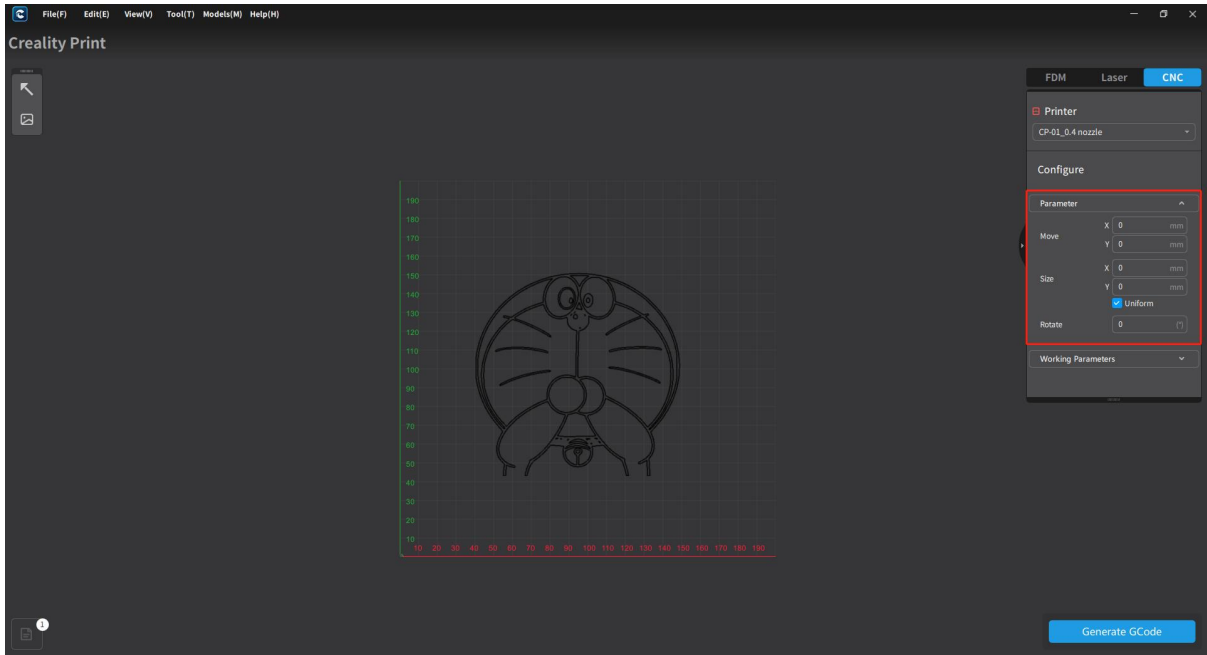 File(F) Edit(E) View(V) Tool(T) Models(M) Help(H)
Creality Print
FDM Laser CNC
Printer
CP-01_0.4 nozzle
Configure
Parameter
Move X 0 mm
Y 0 mm
Size X 0 mm
Y 0 mm
Uniform
Rotate 0 (°)
Working Parameters
190
180
170
160
150
140
130
120
110
100
90
80
70
60
50
40
30
20
10
10 20 30 40 50 60 70 80 90 100 110 120 130 140 150 160 170 180 190
1
Generate GCode